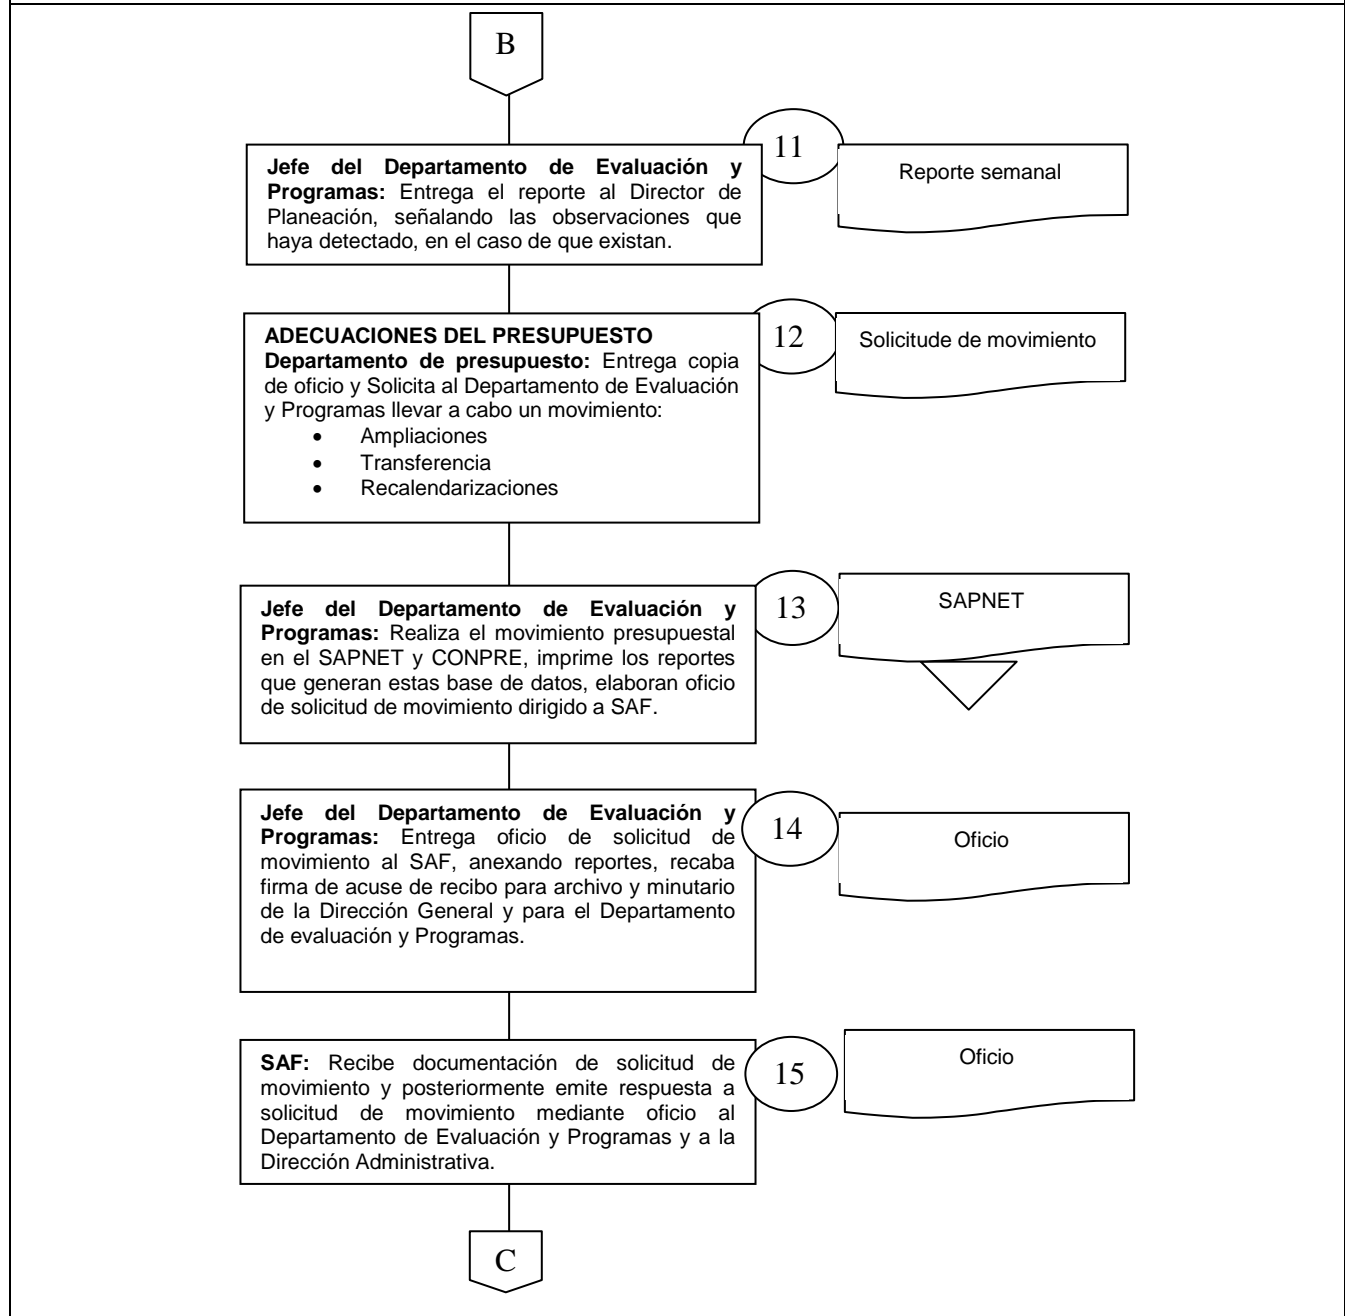 B
11
Jefe del Departamento de Evaluación y
Programas: Entrega el reporte al Director de
Planeación, señalando las observaciones que
haya detectado, en el caso de que existan.
Reporte semanal
12
ADECUACIONES DEL PRESUPUESTO
Departamento de presupuesto: Entrega copia
de oficio y Solicita al Departamento de Evaluación
y Programas llevar a cabo un movimiento:
• Ampliaciones
• Transferencia
• Recalendarizaciones
Solicitude de movimiento
13
Jefe del Departamento de Evaluación y
Programas: Realiza el movimiento presupuestal
en el SAPNET y CONPRE, imprime los reportes
que generan estas base de datos, elaboran oficio
de solicitud de movimiento dirigido a SAF.
SAPNET
14
Jefe del Departamento de Evaluación y
Programas: Entrega oficio de solicitud de
movimiento al SAF, anexando reportes, recaba
firma de acuse de recibo para archivo y minutario
de la Dirección General y para el Departamento
de evaluación y Programas.
Oficio
15
SAF: Recibe documentación de solicitud de
movimiento y posteriormente emite respuesta a
solicitud de movimiento mediante oficio al
Departamento de Evaluación y Programas y a la
Dirección Administrativa.
Oficio
C